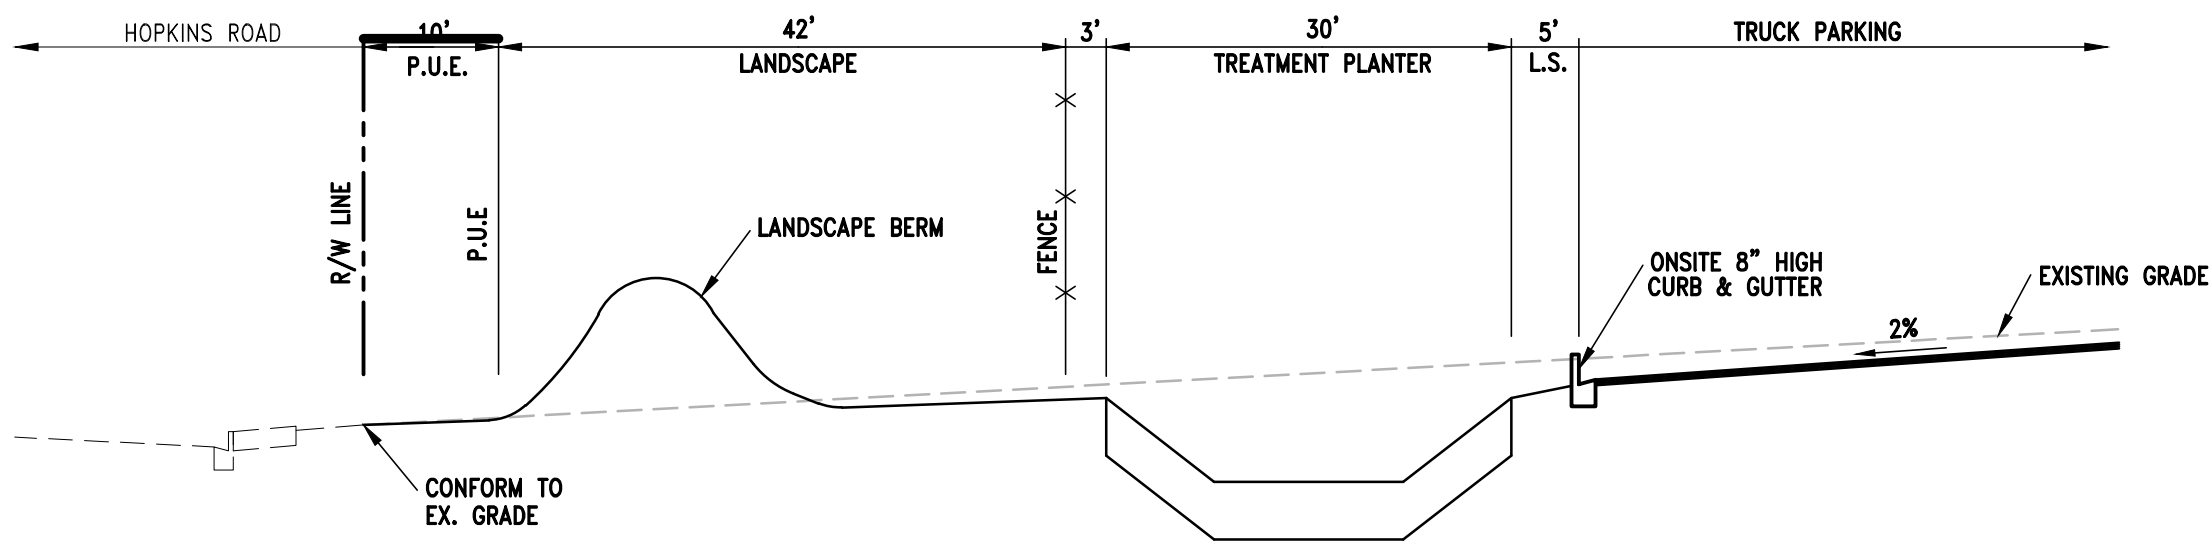 HOPKINS ROAD
10'
P.U.E.
42'
LANDSCAPE
3'
30'
TREATMENT PLANTER
5'
L.S.
TRUCK PARKING
R/W LINE
P.U.E
LANDSCAPE BERM
FENCE
ONSITE 8" HIGH
CURB & GUTTER
EXISTING GRADE
2%
CONFORM TO
EX. GRADE